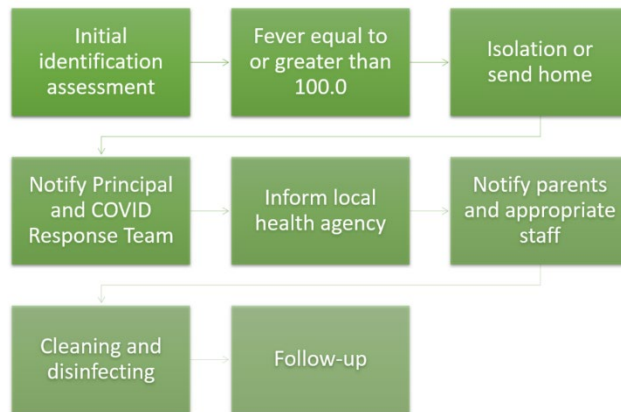 Initial
identification
assessment
Fever equal to
or greater than
100.0
Isolation or
send home
Notify Principal
and COVID
Response Team
Inform local
health agency
Notify parents
and appropriate
staff
Cleaning and
disinfecting
Follow-up